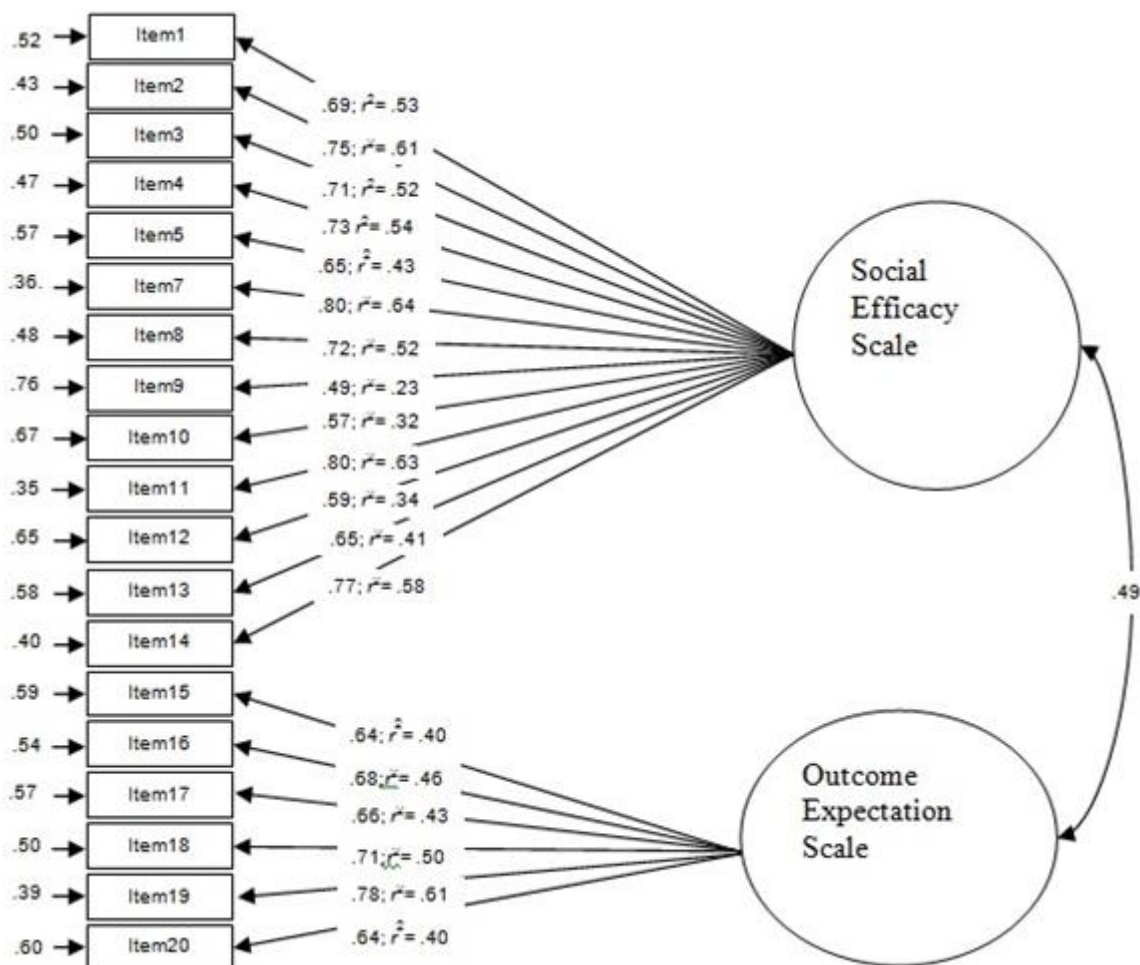 .52 Item1
.43 Item2
.50 Item3
.47 Item4
.57 Item5
.36. Item7
.48 Item8
.76 Item9
.67 Item10
.35 Item11
.65 Item12
.58 Item13
.40 Item14
.59 Item15
.54 Item16
.57 Item17
.50 Item18
.39 Item19
.60 Item20
.69; r²= .53
.75; r²= .61
.71; r²= .52
.73 r²= .54
.65; r²= .43
.80; r²= .64
.72; r²= .52
.49; r²= .23
.57; r²= .32
.80; r²= .63
.59; r²= .34
.65; r²= .41
.77; r²= .58
.64; r²= .40
.68; r²= .46
.66; r²= .43
.71; r²= .50
.78; r²= .61
.64; r²= .40
Social
Efficacy
Scale
.49
Outcome
Expectation
Scale